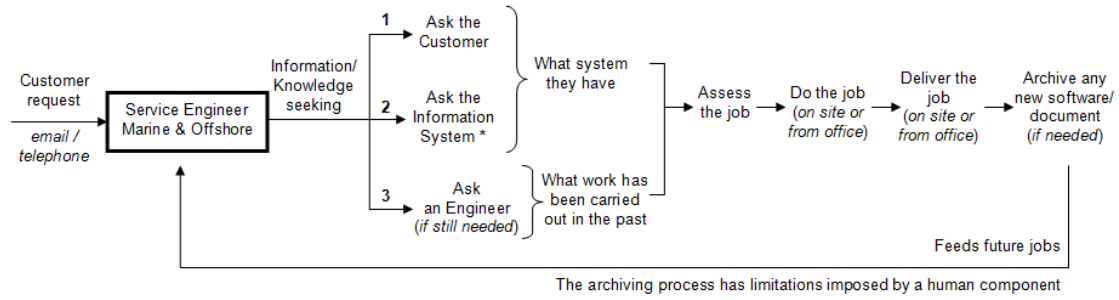 Customer
request
email /
telephone
Service Engineer
Marine & Offshore
Information/
Knowledge
seeking
1
Ask the
Customer
2
Ask the
Information
System *
3
Ask
an Engineer
(if still needed)
What system
they have
What work has
been carried
out in the past
Assess
the job
Do the job
(on site or
from office)
Deliver the
job
(on site or
from office)
Archive any
new software/
document
(if needed)
Feeds future jobs
The archiving process has limitations imposed by a human component